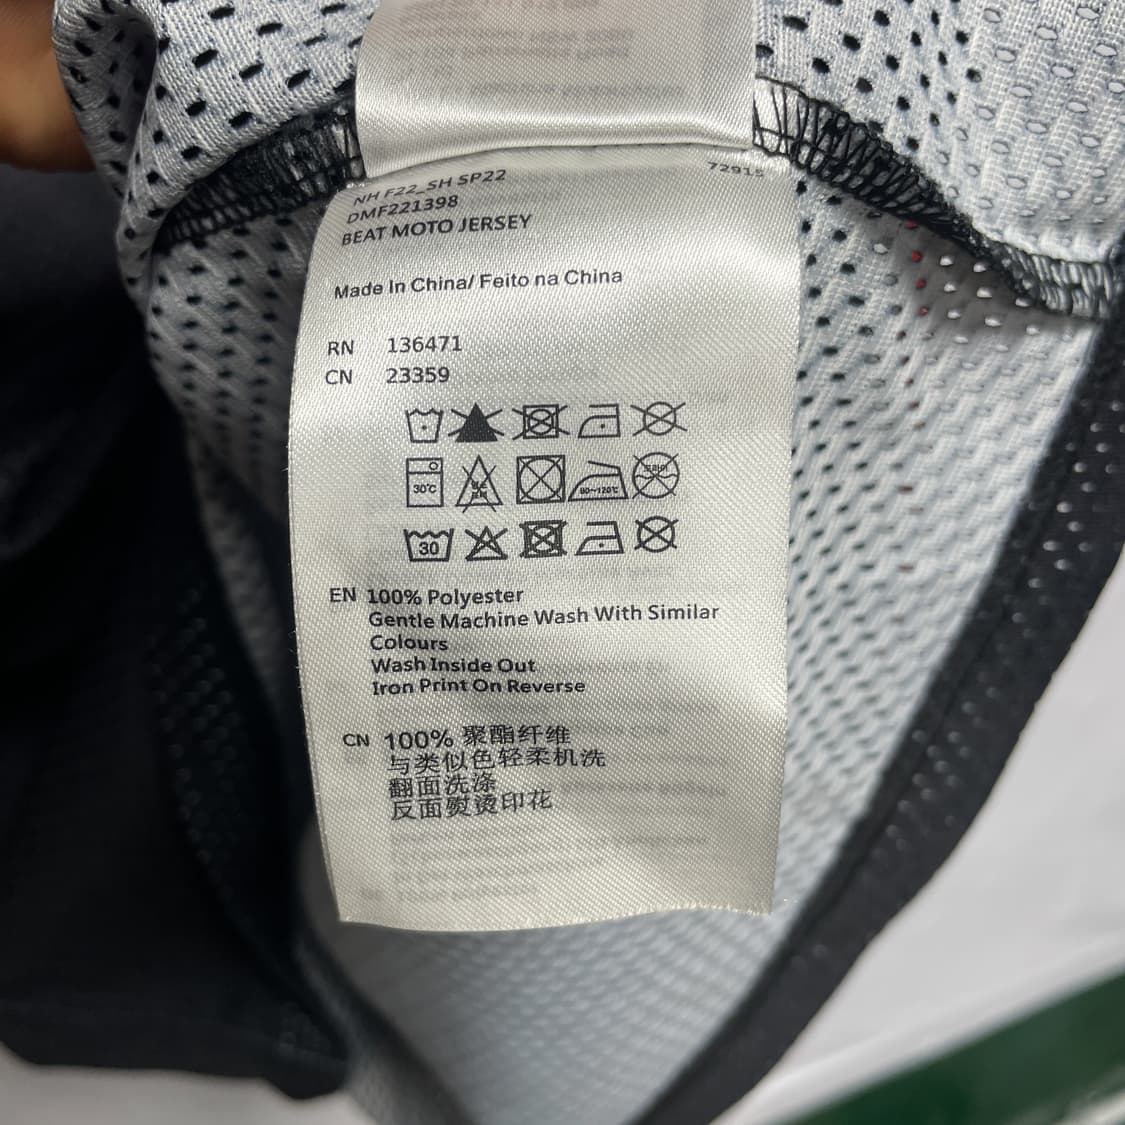 NH F22_SH SP22
72915
DMF221398
BEAT MOTO JERSEY
Made In China/ Feito na China
RN 136471
CN 23359
30°C
80~120°C
30
EN 100% Polyester
Gentle Machine Wash With Similar
Colours
Wash Inside Out
Iron Print On Reverse
CN 100% 聚酯纤维
与类似色轻柔机洗
翻面洗涤
反面熨烫印花